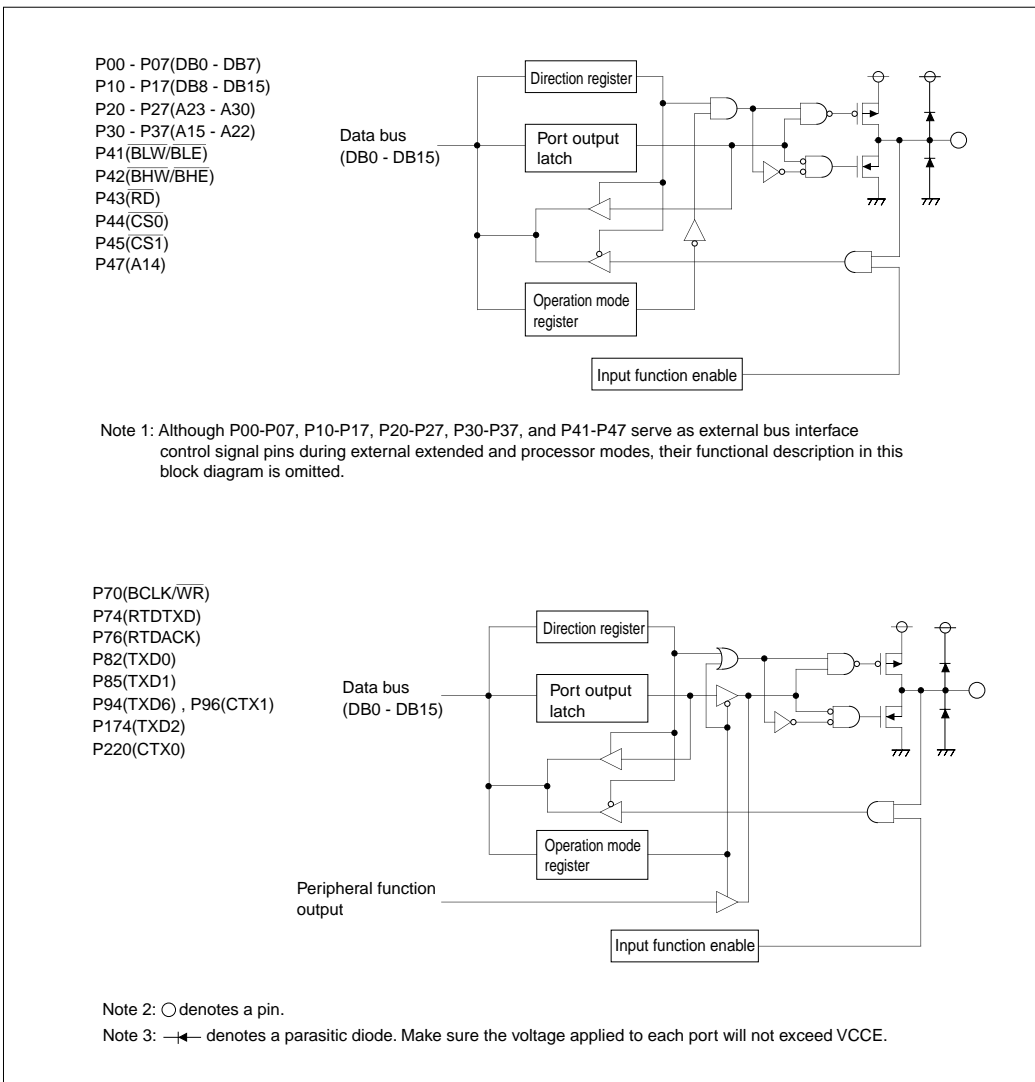 P00 - P07(DB0 - DB7)
P10 - P17(DB8 - DB15)
P20 - P27(A23 - A30)
P30 - P37(A15 - A22)
P41(BLW/BLE)
P42(BHW/BHE)
P43(RD)
P44(CS0)
P45(CS1)
P47(A14)
Data bus
(DB0 - DB15)
Direction register
Port output
latch
Operation mode
register
Input function enable
Note 1: Although P00-P07, P10-P17, P20-P27, P30-P37, and P41-P47 serve as external bus interface
control signal pins during external extended and processor modes, their functional description in this
block diagram is omitted.
P70(BCLK/WR)
P74(RTDTXD)
P76(RTDACK)
P82(TXD0)
P85(TXD1)
P94(TXD6) , P96(CTX1)
P174(TXD2)
P220(CTX0)
Data bus
(DB0 - DB15)
Direction register
Port output
latch
Operation mode
register
Peripheral function
output
Input function enable
Note 2: denotes a pin.
Note 3: denotes a parasitic diode. Make sure the voltage applied to each port will not exceed VCCE.